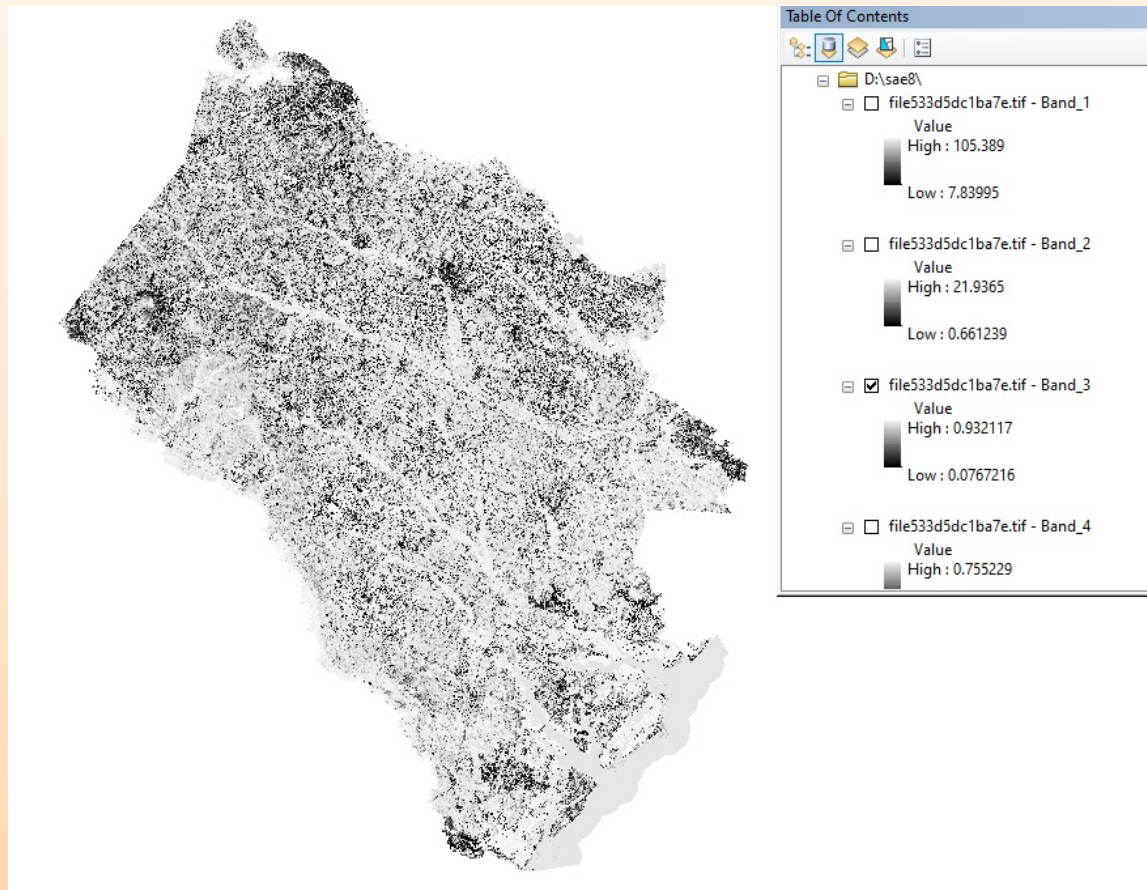 Table Of Contents
D:\sae8\
file533d5dc1ba7e.tif - Band_1
Value
High : 105.389
Low : 7.83995
file533d5dc1ba7e.tif - Band_2
Value
High : 21.9365
Low : 0.661239
file533d5dc1ba7e.tif - Band_3
Value
High : 0.932117
Low : 0.0767216
file533d5dc1ba7e.tif - Band_4
Value
High : 0.755229